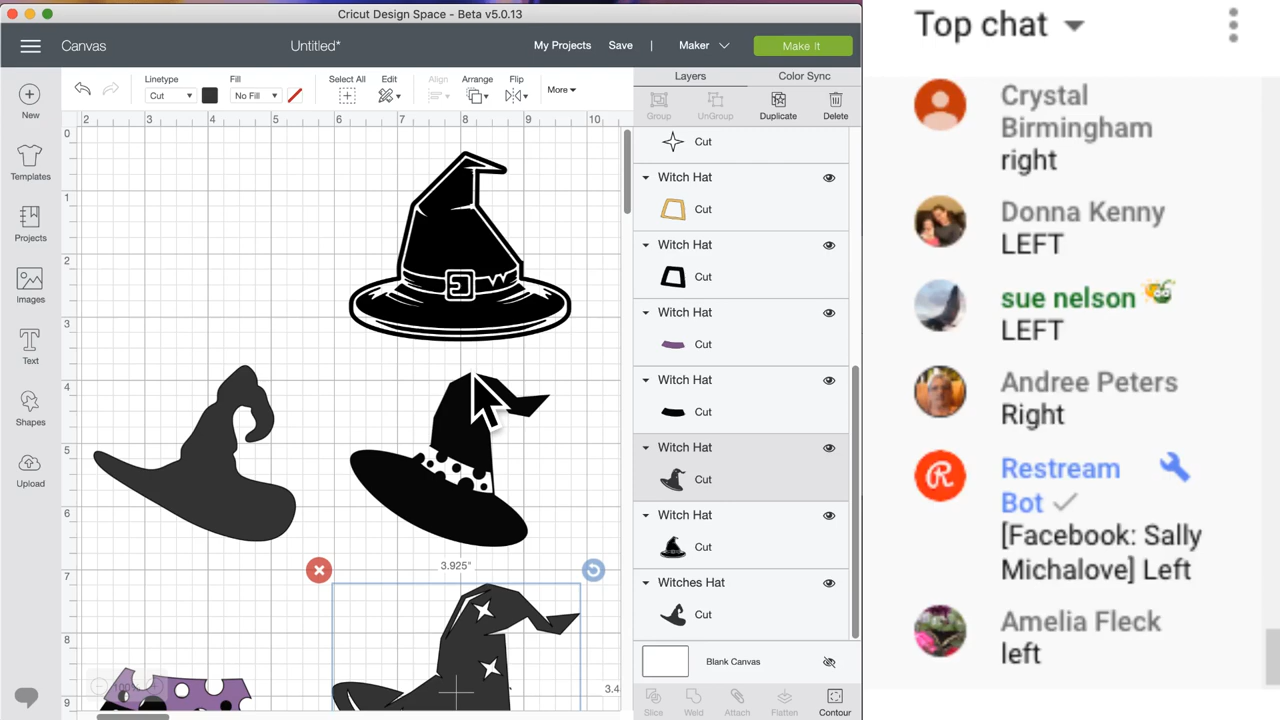 Cricut Design Space - Beta v5.0.13
Canvas
Untitled*
My Projects
Save
Maker
Make It
New
Templates
Projects
Images
Text
Shapes
Upload
Linetype
Cut
Fill
No Fill
Select All
Edit
Align
Arrange
Flip
More
2 3 4 5 6 7 8 9 10
0
1
2
3
4
5
6
7
8
9
3.925"
3.4
100%
Layers
Color Sync
Group
UnGroup
Duplicate
Delete
Cut
Witch Hat
Cut
Witch Hat
Cut
Witch Hat
Cut
Witch Hat
Cut
Witch Hat
Cut
Witch Hat
Cut
Witches Hat
Cut
Blank Canvas
Slice
Weld
Attach
Flatten
Contour
Top chat
Crystal
Birmingham
right
Donna Kenny
LEFT
sue nelson
LEFT
Andree Peters
Right
Restream
Bot
[Facebook: Sally
Michalove] Left
Amelia Fleck
left